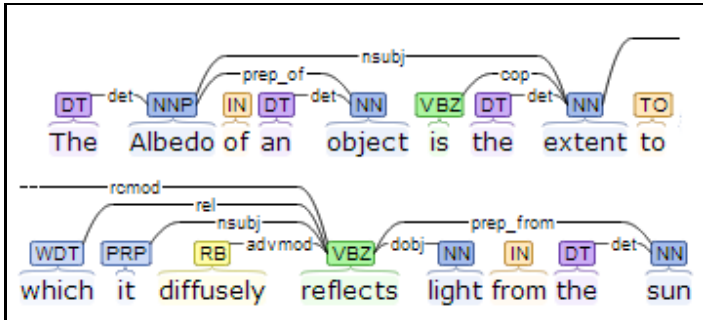 nsubj
prep_of cop
DT det NNP IN DT det NN VBZ DT det NN TO
The Albedo of an object is the extent to
rcmod
rel
nsubj prep_from
WDT PRP RB advmod VBZ dobj NN IN DT det NN
which it diffusely reflects light from the sun